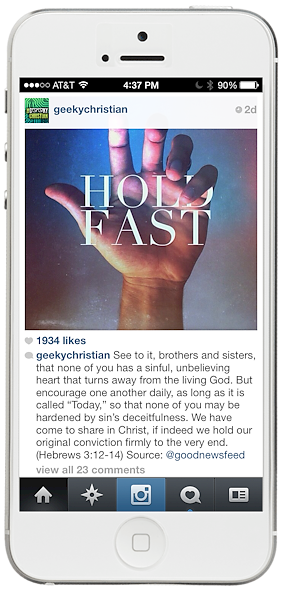 AT&T 4:37 PM 90%
geekychristian 2d
HOLD
FAST
1934 likes
geekychristian See to it, brothers and sisters,
that none of you has a sinful, unbelieving
heart that turns away from the living God. But
encourage one another daily, as long as it is
called “Today,” so that none of you may be
hardened by sin’s deceitfulness. We have
come to share in Christ, if indeed we hold our
original conviction firmly to the very end.
(Hebrews 3:12-14) Source: @goodnewsfeed
view all 23 comments